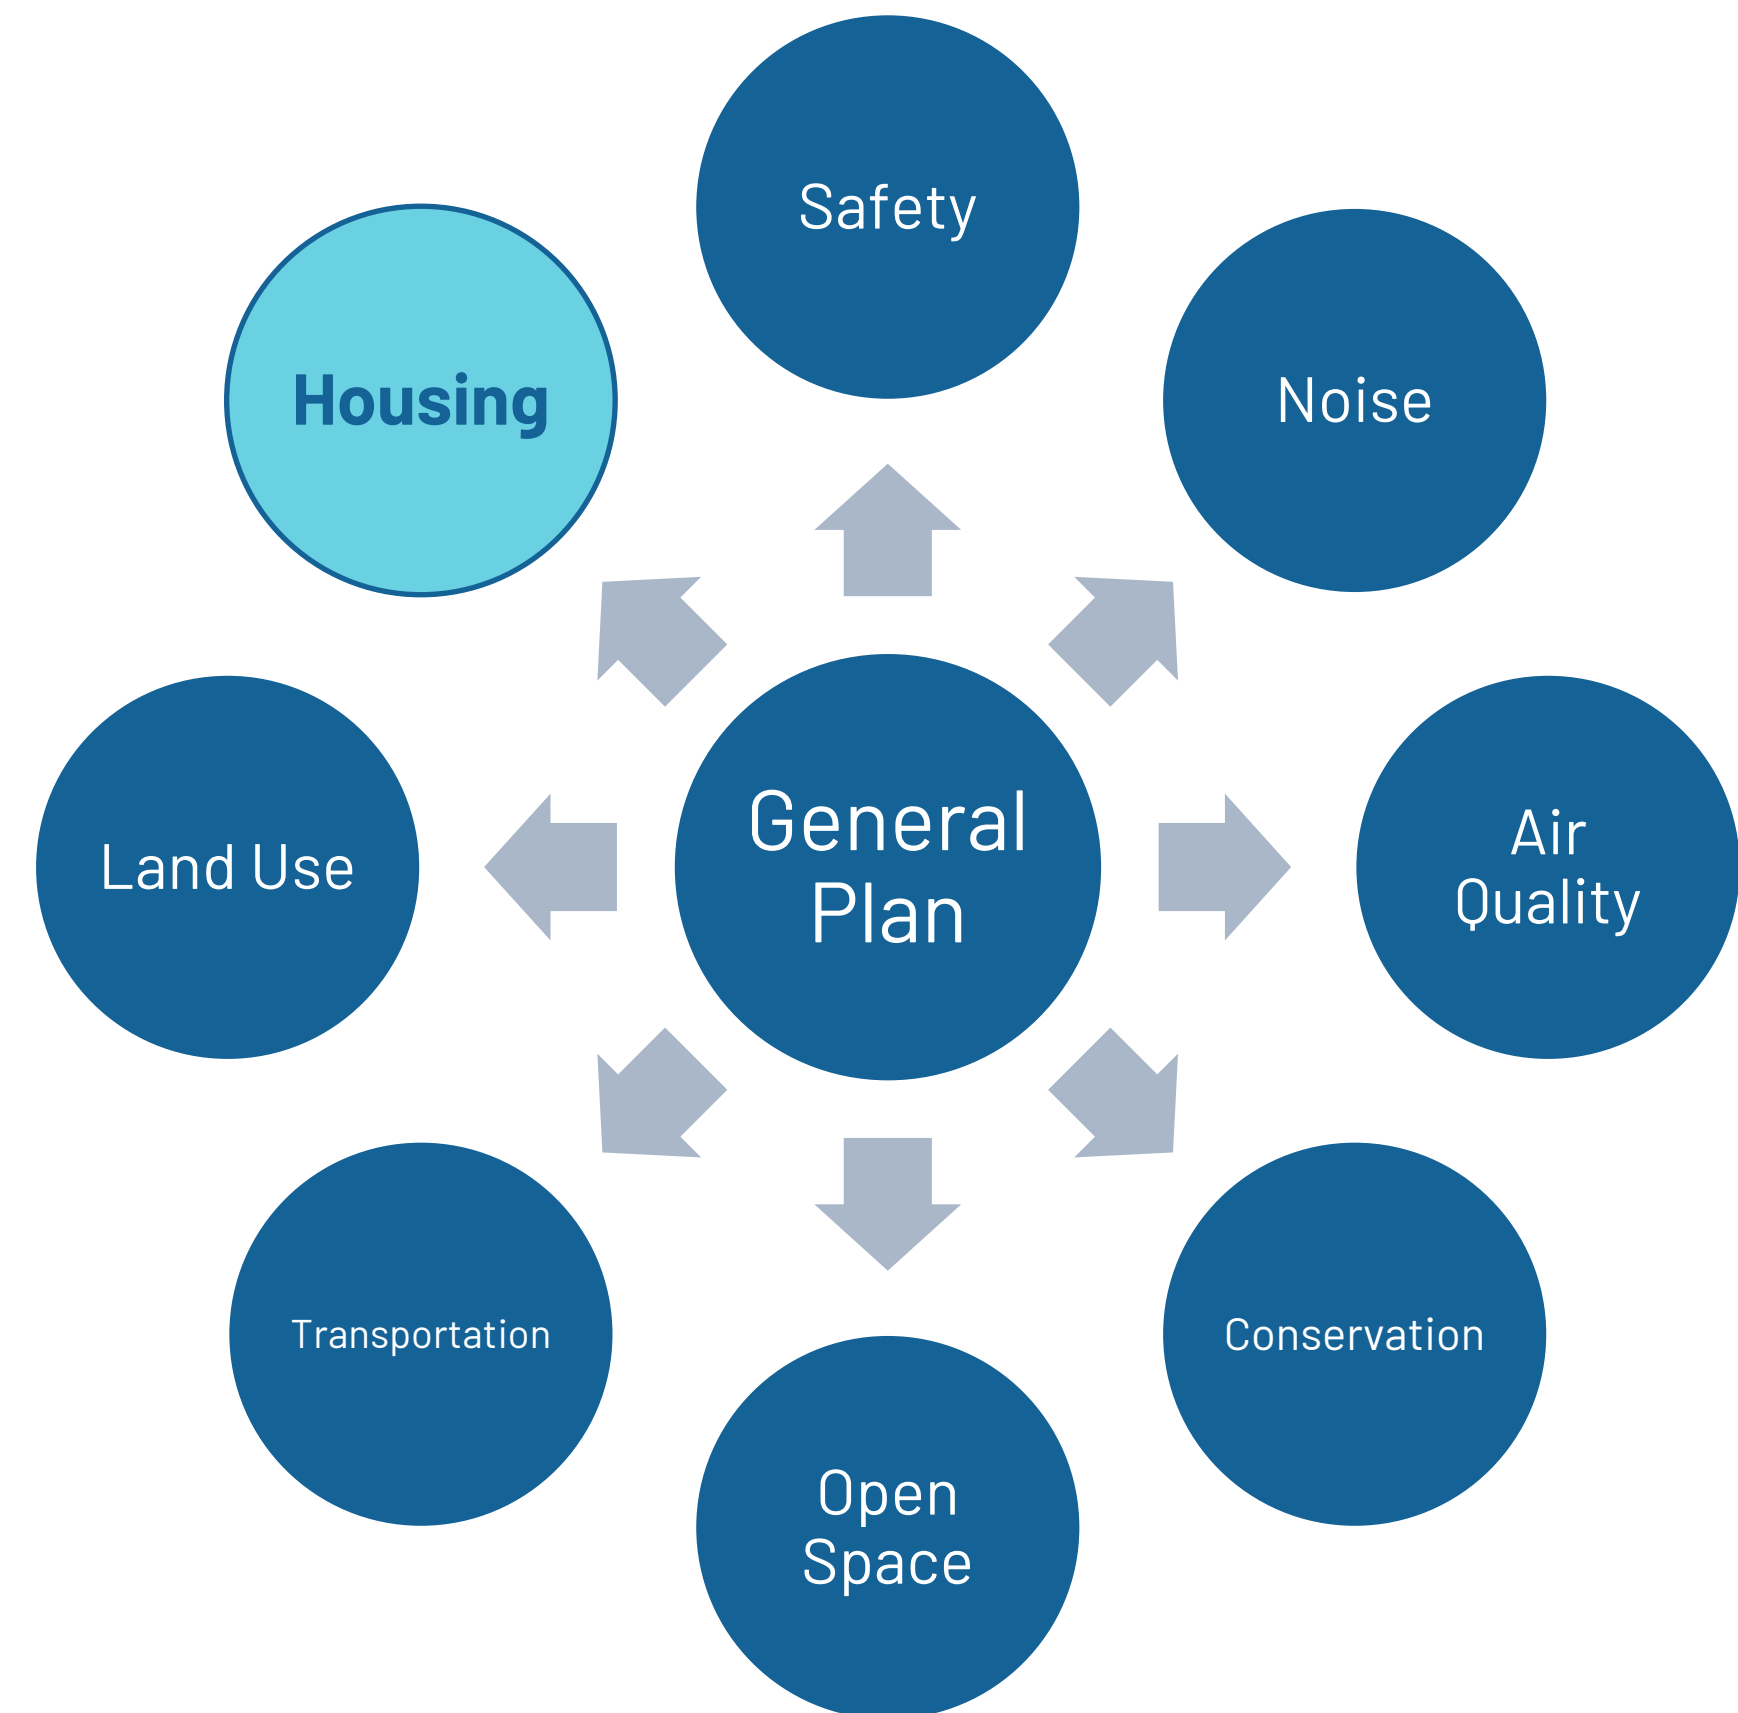 Safety
Housing
Noise
General
Plan
Land Use
Air
Quality
Transportation
Conservation
Open
Space